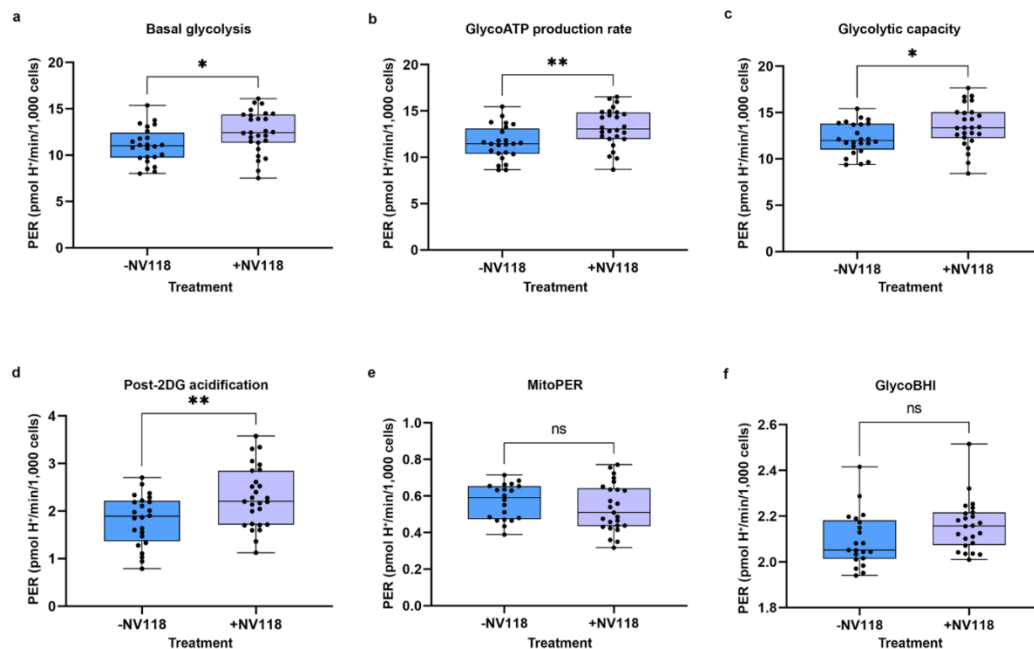 a
Basal glycolysis
*
20
15
10
5
0
PER (pmol H⁺/min/1,000 cells)
-NV118
+NV118
Treatment
b
GlycoATP production rate
**
20
15
10
5
0
PER (pmol H⁺/min/1,000 cells)
-NV118
+NV118
Treatment
c
Glycolytic capacity
*
20
15
10
5
0
PER (pmol H⁺/min/1,000 cells)
-NV118
+NV118
Treatment
d
Post-2DG acidification
**
4
3
2
1
0
PER (pmol H⁺/min/1,000 cells)
-NV118
+NV118
Treatment
e
MitoPER
ns
1.0
0.8
0.6
0.4
0.2
0.0
PER (pmol H⁺/min/1,000 cells)
-NV118
+NV118
Treatment
f
GlycoBHI
ns
2.6
2.4
2.2
2.0
1.8
PER (pmol H⁺/min/1,000 cells)
-NV118
+NV118
Treatment